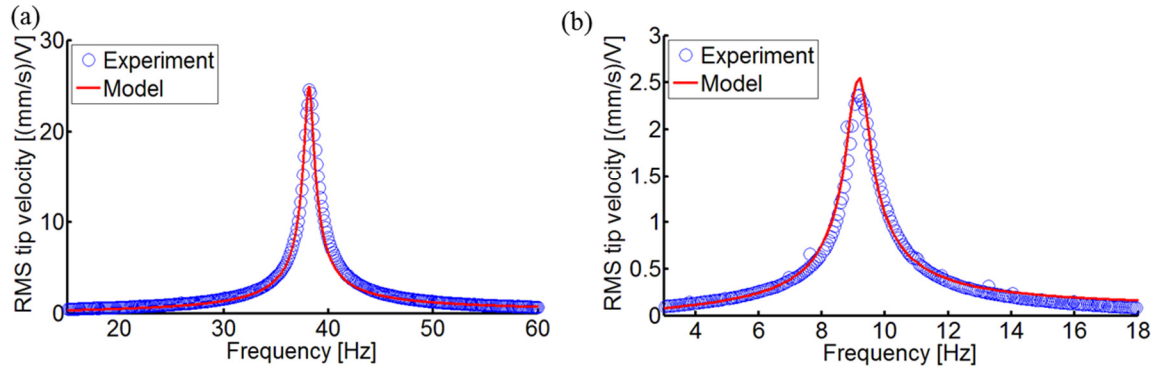 (a)
RMS tip velocity [(mm/s)/V]
30
20
10
0
Experiment
Model
20
30
40
50
60
Frequency [Hz]
(b)
RMS tip velocity [(mm/s)/V]
3
2.5
2
1.5
1
0.5
0
Experiment
Model
4
6
8
10
12
14
16
18
Frequency [Hz]